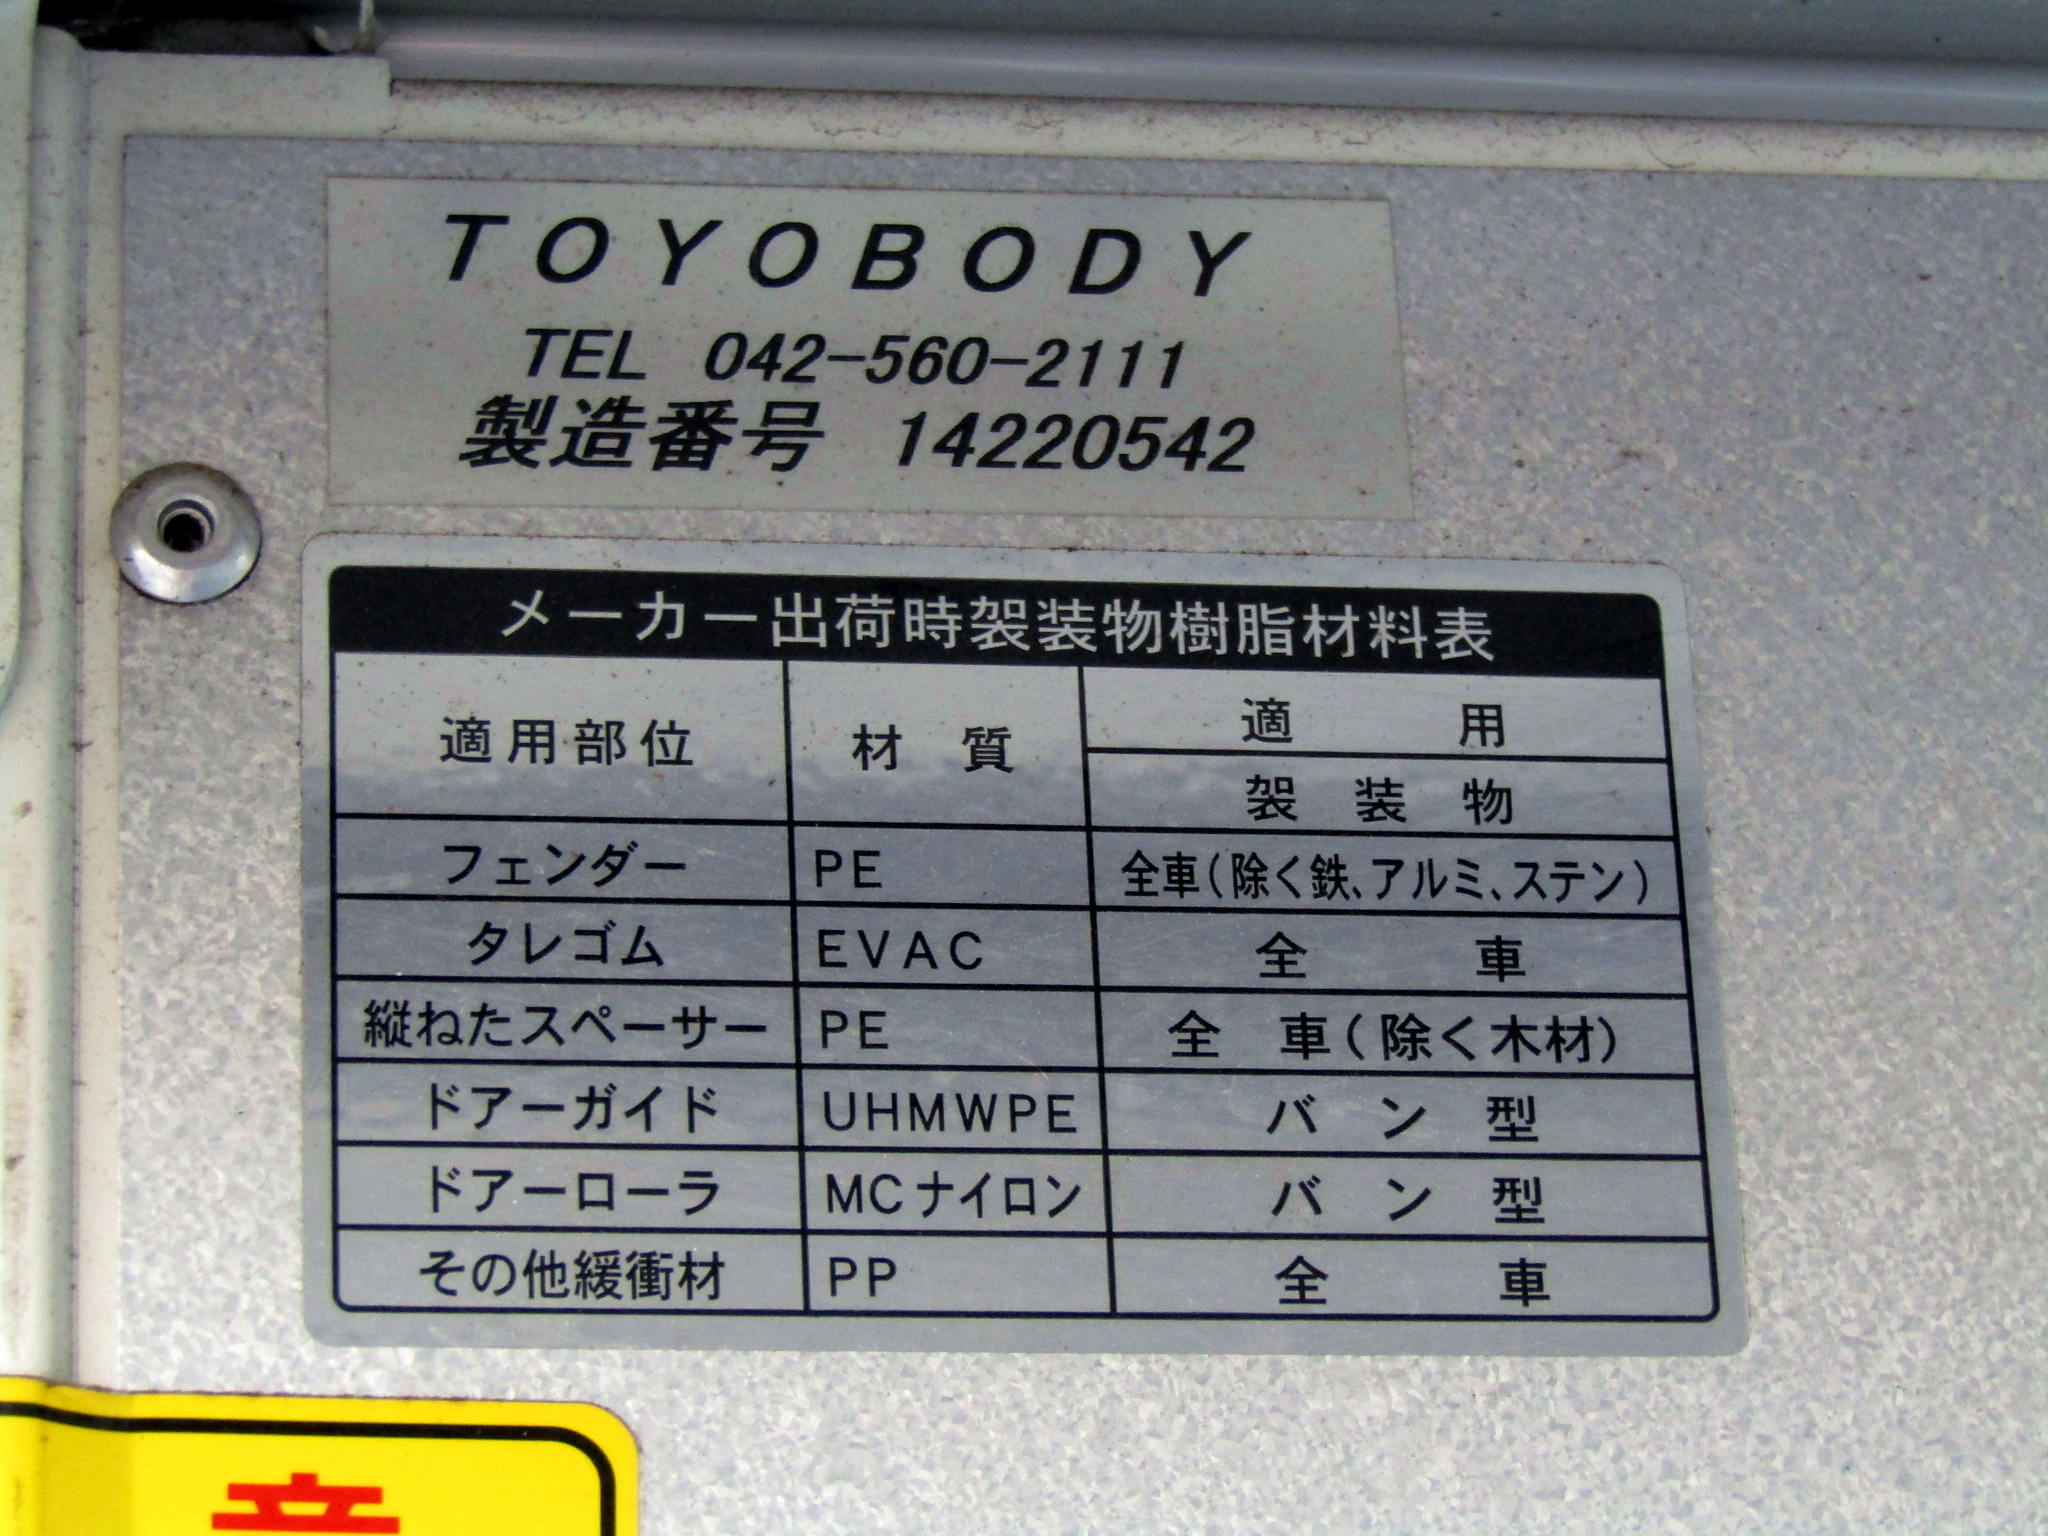 TOYOBODY
TEL 042-560-2111
製造番号 14220542
メーカー出荷時架装物樹脂材料表
適用部位 材質 適用
架装物
フェンダー PE 全車(除く鉄、アルミ、ステン)
タレゴム EVAC 全車
縦ねたスペーサー PE 全車(除く木材)
ドアーガイド UHMWPE バン型
ドアーローラ MCナイロン バン型
その他緩衝材 PP 全車